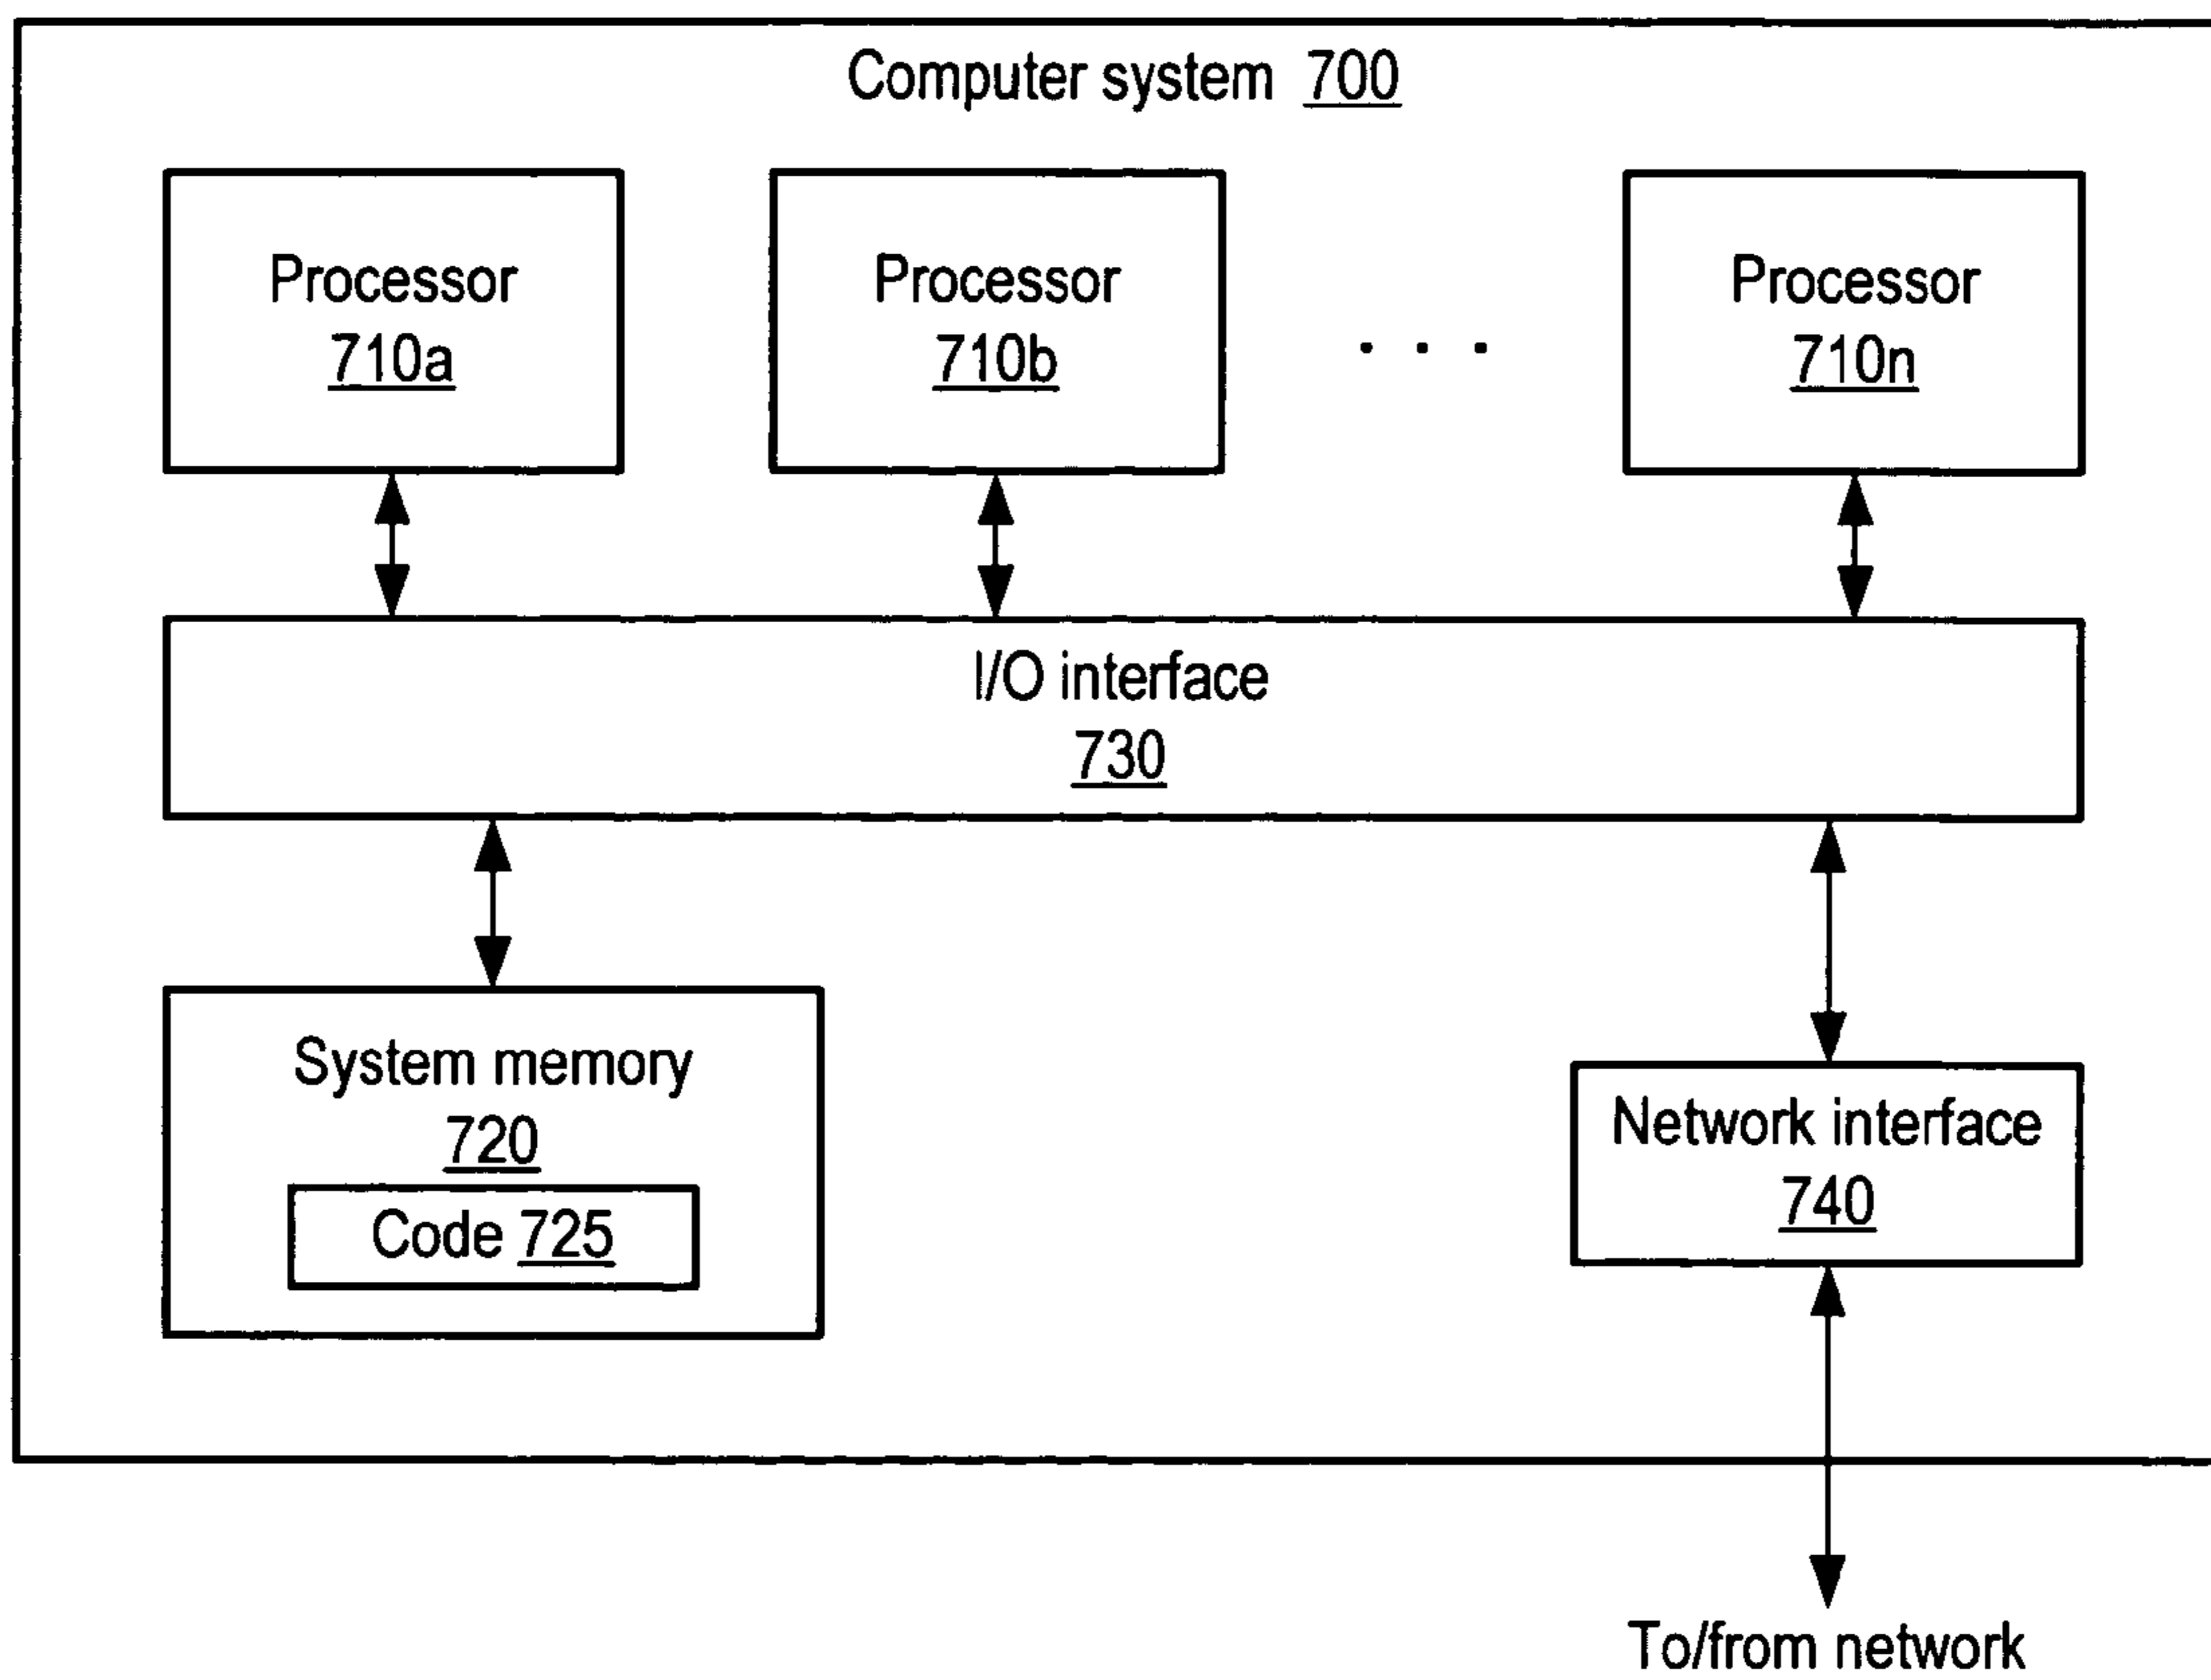 Computer system 700
Processor
710a
Processor
710b
. . .
Processor
710n
I/O interface
730
System memory
720
Code 725
Network interface
740
To/from network